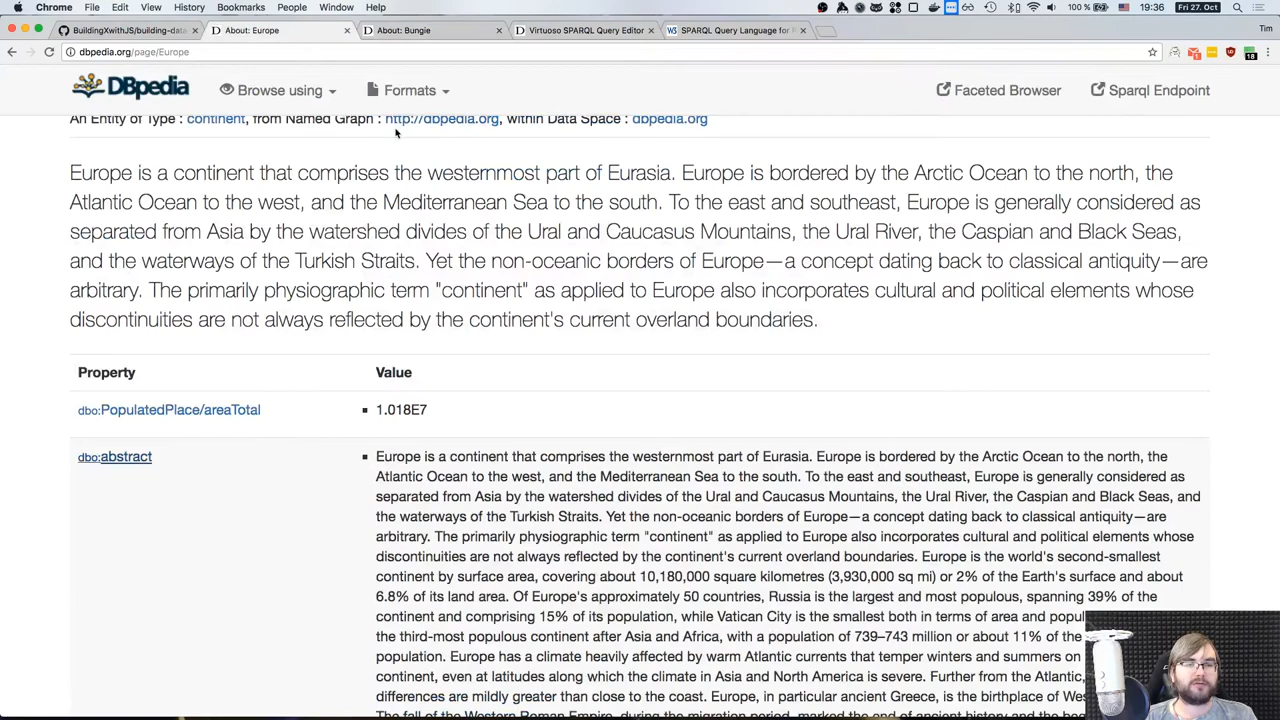 Chrome File Edit View History Bookmarks People Window Help 100 % 19:36 Fri 27. Oct
BuildingXwithJS/building-data About: Europe About: Bungie Virtuoso SPARQL Query Editor SPARQL Query Language for R Tim
dbpedia.org/page/Europe 18
DBpedia Browse using Formats Faceted Browser Sparql Endpoint
An Entity of Type : continent, from Named Graph : http://dbpedia.org, within Data Space : dbpedia.org
Europe is a continent that comprises the westernmost part of Eurasia. Europe is bordered by the Arctic Ocean to the north, the
Atlantic Ocean to the west, and the Mediterranean Sea to the south. To the east and southeast, Europe is generally considered as
separated from Asia by the watershed divides of the Ural and Caucasus Mountains, the Ural River, the Caspian and Black Seas,
and the waterways of the Turkish Straits. Yet the non-oceanic borders of Europe—a concept dating back to classical antiquity—are
arbitrary. The primarily physiographic term "continent" as applied to Europe also incorporates cultural and political elements whose
discontinuities are not always reflected by the continent's current overland boundaries.
Property Value
dbo:PopulatedPlace/areaTotal 1.018E7
dbo:abstract Europe is a continent that comprises the westernmost part of Eurasia. Europe is bordered by the Arctic Ocean to the north, the
Atlantic Ocean to the west, and the Mediterranean Sea to the south. To the east and southeast, Europe is generally considered as
separated from Asia by the watershed divides of the Ural and Caucasus Mountains, the Ural River, the Caspian and Black Seas, and
the waterways of the Turkish Straits. Yet the non-oceanic borders of Europe—a concept dating back to classical antiquity—are
arbitrary. The primarily physiographic term "continent" as applied to Europe also incorporates cultural and political elements whose
discontinuities are not always reflected by the continent's current overland boundaries. Europe is the world's second-smallest
continent by surface area, covering about 10,180,000 square kilometres (3,930,000 sq mi) or 2% of the Earth's surface and about
6.8% of its land area. Of Europe's approximately 50 countries, Russia is the largest and most populous, spanning 39% of the
continent and comprising 15% of its population, while Vatican City is the smallest both in terms of area and
the third-most populous continent after Asia and Africa, with a population of 739–743 million or about 11% of the
population. Europe has a climate heavily affected by warm Atlantic currents that temper winters and summers on
continent, even at latitudes along which the climate in Asia and North America is severe. Further from the Atlantic,
differences are mildly greater than close to the coast. Europe, in particular ancient Greece, is the birthplace of